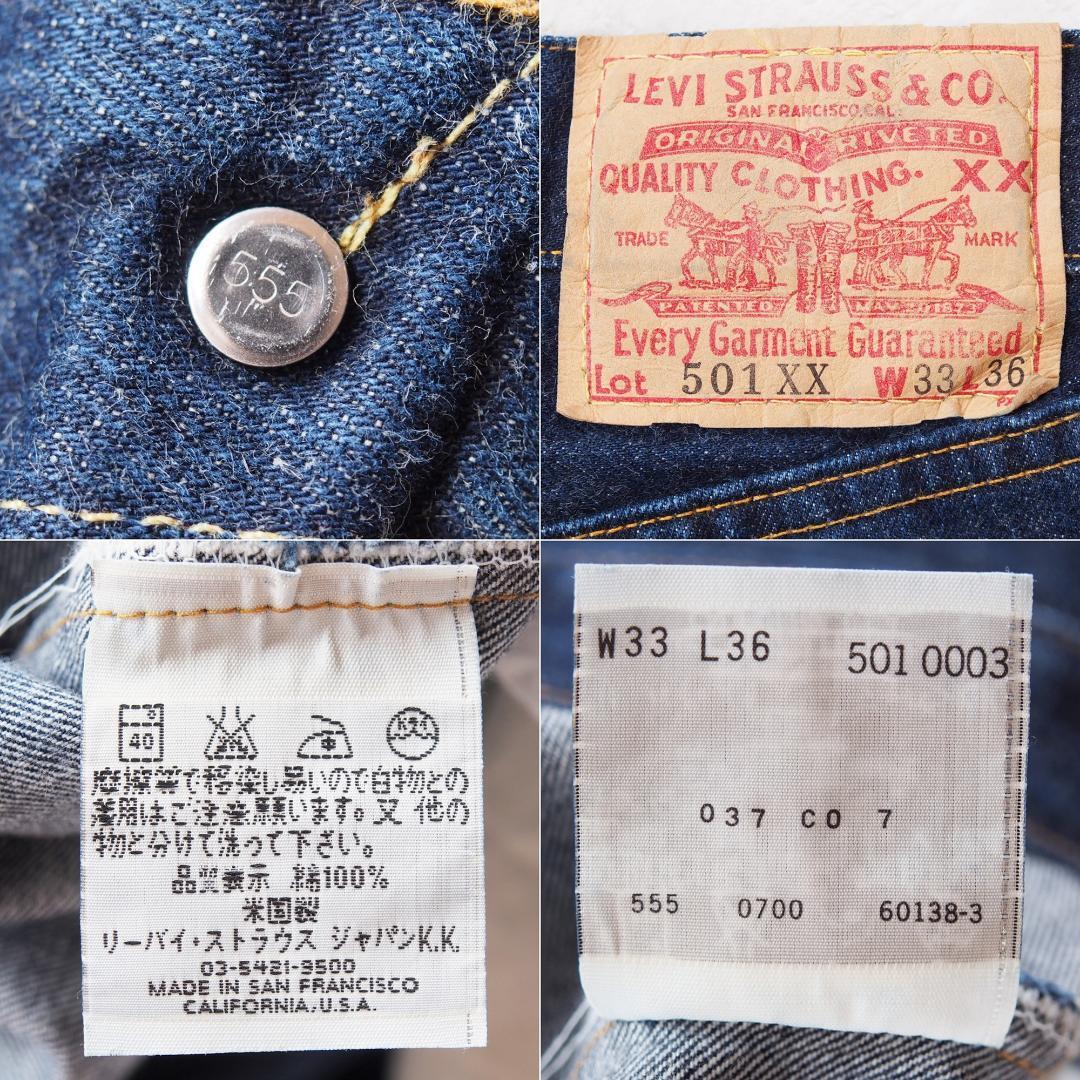 555
LEVI STRAUSS & CO.
SAN FRANCISCO, CAL.
ORIGINAL RIVETED
QUALITY CLOTHING. XX
TRADE MARK
PATENTED MAY 20 1873
Every Garment Guaranteed
Lot 501 XX W33 L36
40
摩擦等で移染し易いので白物との
着用はご注意願います。又 他の
物と分けて洗って下さい。
品質表示 綿100%
米国製
リーバイ・ストラウス ジャパンK.K.
03-5421-9500
MADE IN SAN FRANCISCO
CALIFORNIA.U.S.A.
W33 L36 501 0003
037 CO 7
555 0700 60138-3